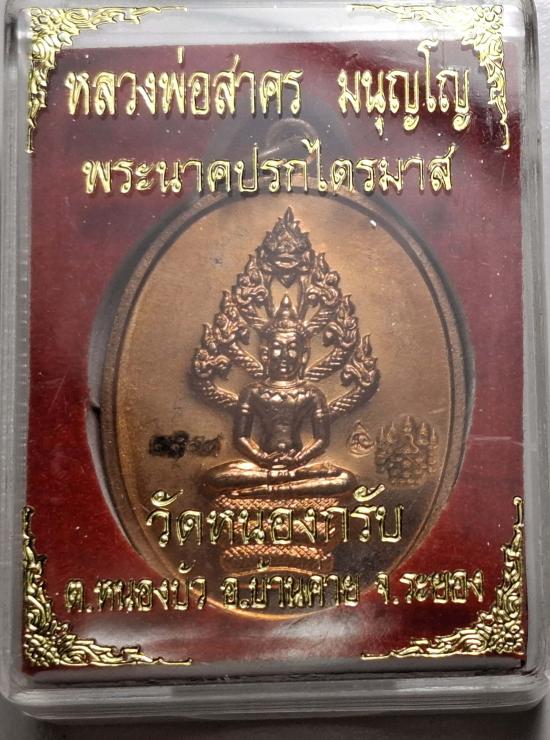 หลวงพ่อสาคร มนุญฺโญ
พระนาคปรกไตรมาส
วัดหนองกรับ
ต.หนองบัว อ.บ้านค่าย จ.ระยอง